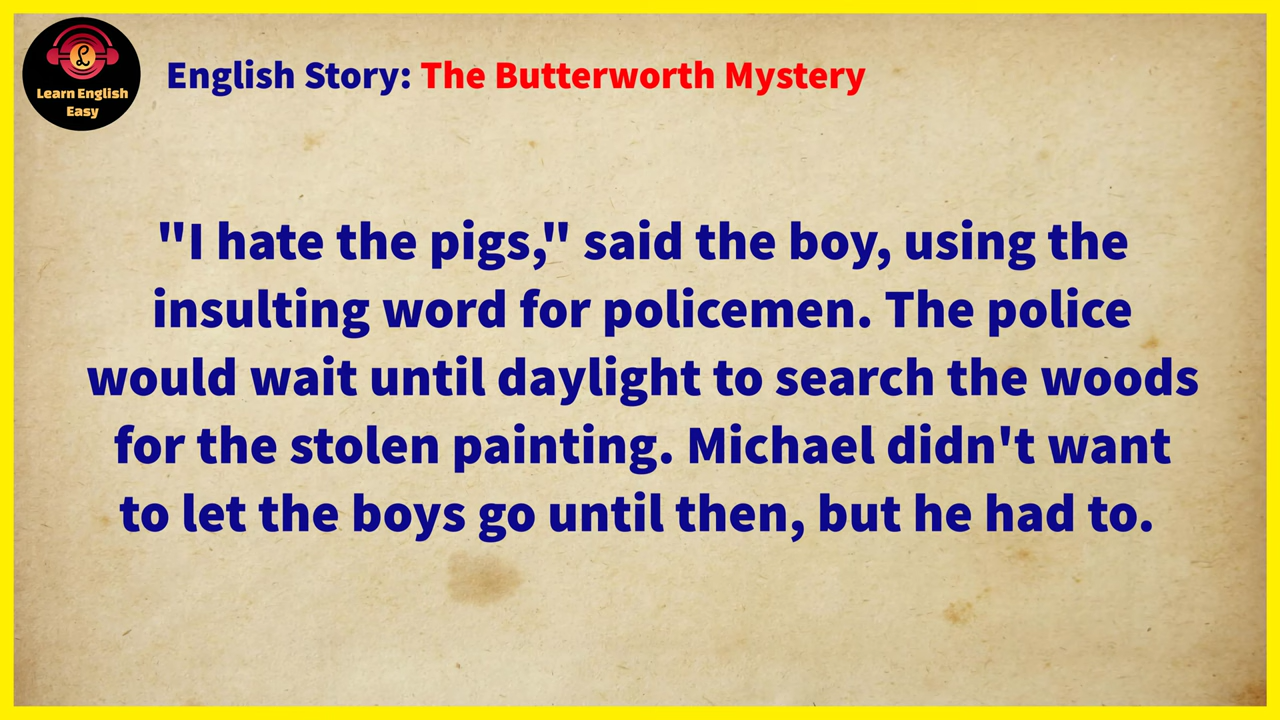 Learn English
Easy
English Story: The Butterworth Mystery
"I hate the pigs," said the boy, using the
insulting word for policemen. The police
would wait until daylight to search the woods
for the stolen painting. Michael didn't want
to let the boys go until then, but he had to.